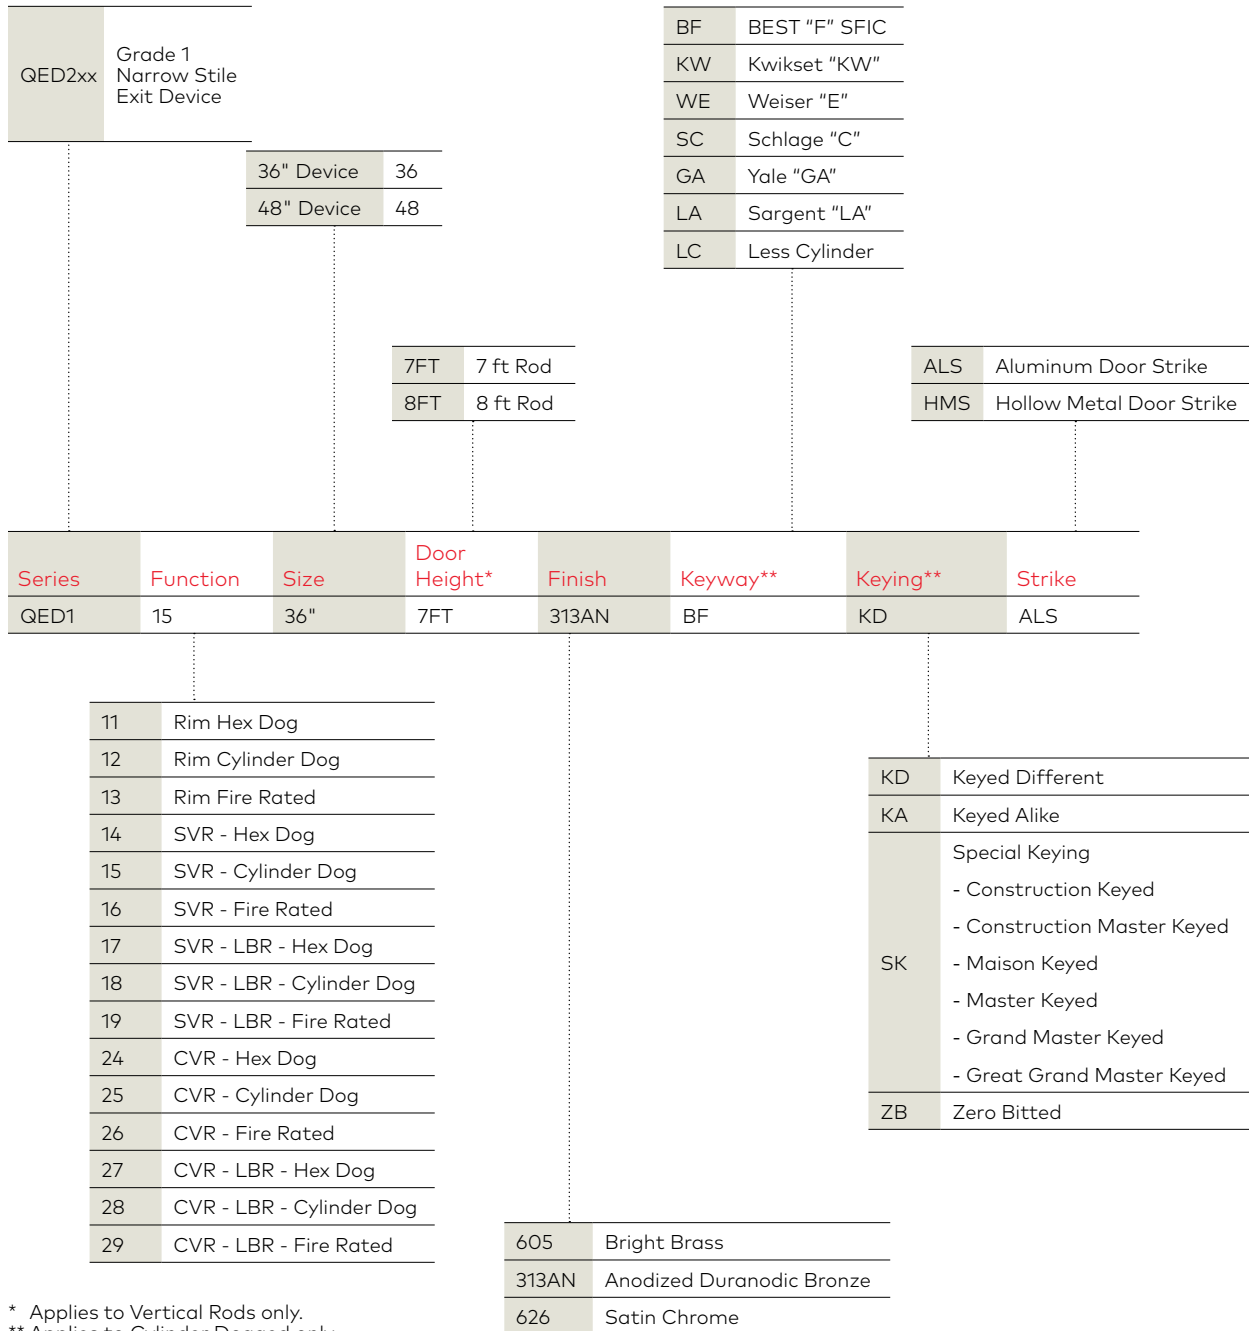 QED2xx
Grade 1
Narrow Stile
Exit Device
36" Device 36
48" Device 48
7FT 7 ft Rod
8FT 8 ft Rod
BF BEST “F” SFIC
KW Kwikset “KW”
WE Weiser “E”
SC Schlage “C”
GA Yale “GA”
LA Sargent “LA”
LC Less Cylinder
ALS Aluminum Door Strike
HMS Hollow Metal Door Strike
Series Function Size Door Height* Finish Keyway** Keying** Strike
QED1 15 36" 7FT 313AN BF KD ALS
11 Rim Hex Dog
12 Rim Cylinder Dog
13 Rim Fire Rated
14 SVR - Hex Dog
15 SVR - Cylinder Dog
16 SVR - Fire Rated
17 SVR - LBR - Hex Dog
18 SVR - LBR - Cylinder Dog
19 SVR - LBR - Fire Rated
24 CVR - Hex Dog
25 CVR - Cylinder Dog
26 CVR - Fire Rated
27 CVR - LBR - Hex Dog
28 CVR - LBR - Cylinder Dog
29 CVR - LBR - Fire Rated
605 Bright Brass
313AN Anodized Duranodic Bronze
626 Satin Chrome
KD Keyed Different
KA Keyed Alike
SK
Special Keying
- Construction Keyed
- Construction Master Keyed
- Maison Keyed
- Master Keyed
- Grand Master Keyed
- Great Grand Master Keyed
ZB Zero Bitted
* Applies to Vertical Rods only.
** Applies to Cylinder Dogged only